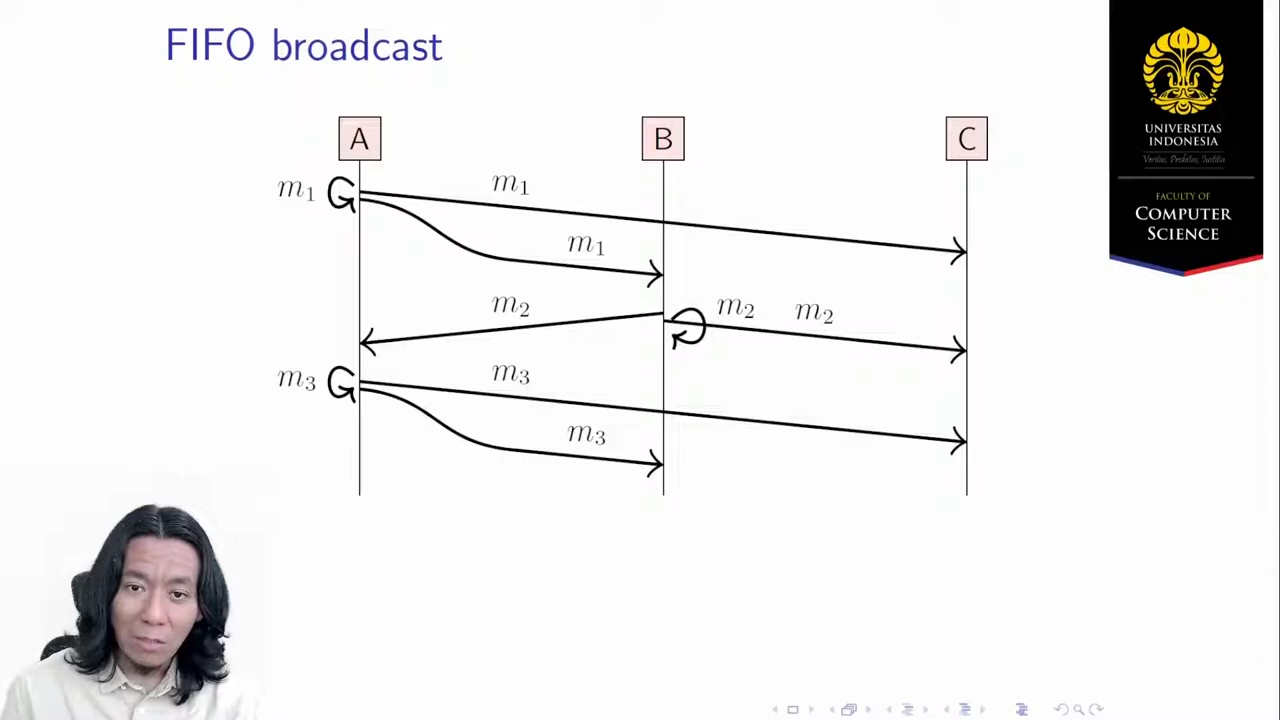 FIFO broadcast
A
B
C
m₁
m₁
m₁
m₂
m₂
m₂
m₃
m₃
m₃
UNIVERSITAS
INDONESIA
Veritas, Probitas, Iustitia
FACULTY OF
COMPUTER
SCIENCE